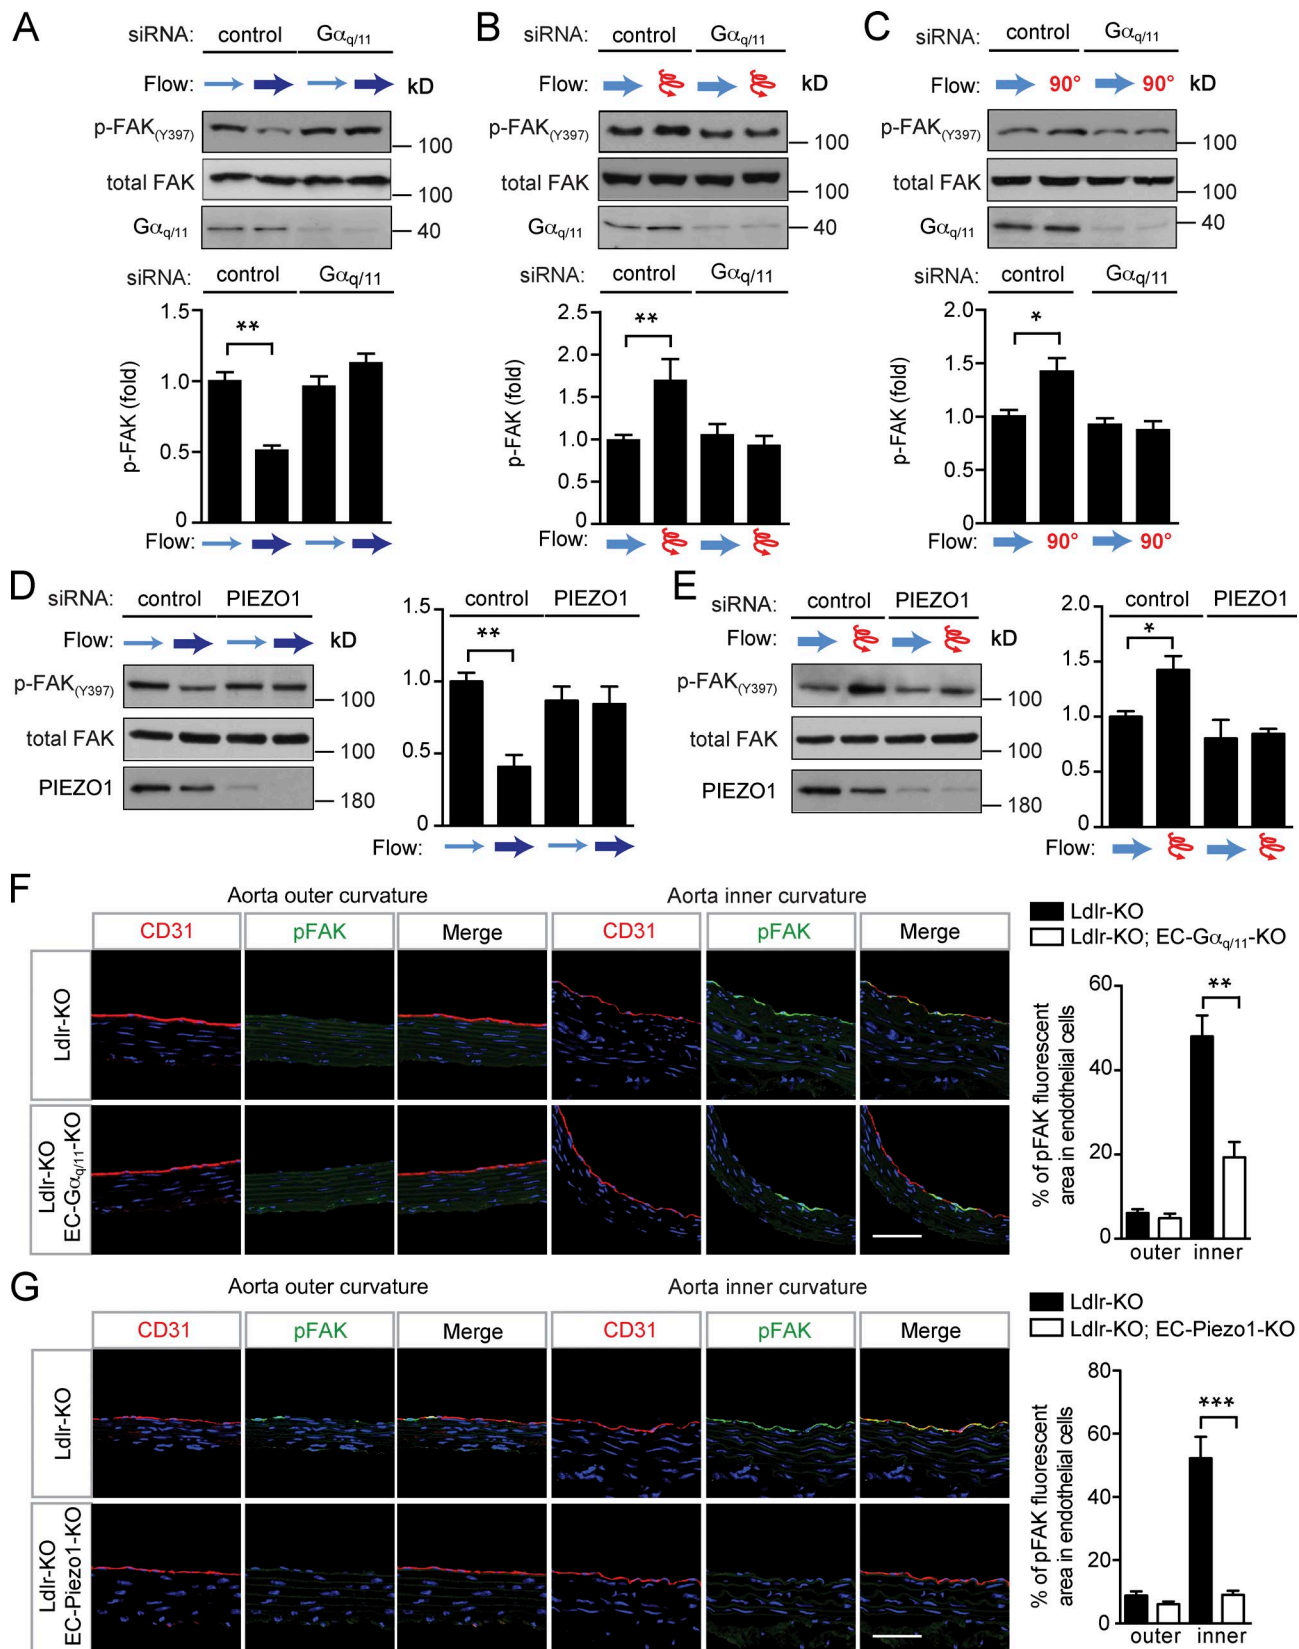 A
siRNA: control Gαq/11
Flow: kD
p-FAK(Y397)
100
total FAK
100
Gαq/11
40
siRNA: control Gαq/11
1.5
**
1.0
p-FAK (fold)
0.5
0
Flow:
B
siRNA: control Gαq/11
Flow: kD
p-FAK(Y397)
100
total FAK
100
Gαq/11
40
siRNA: control Gαq/11
2.5
**
2.0
1.5
p-FAK (fold)
1.0
0.5
0
Flow:
C
siRNA: control Gαq/11
Flow: 90° 90° kD
p-FAK(Y397)
100
total FAK
100
Gαq/11
40
siRNA: control Gαq/11
2.0
*
1.5
p-FAK (fold)
1.0
0.5
0
Flow: 90° 90°
D
siRNA: control PIEZO1
Flow: kD
p-FAK(Y397)
100
total FAK
100
PIEZO1
180
control PIEZO1
1.5
**
1.0
0.5
0
Flow:
E
siRNA: control PIEZO1
Flow: kD
p-FAK(Y397)
100
total FAK
100
PIEZO1
180
control PIEZO1
2.0
*
1.5
1.0
0.5
0
Flow:
F
Aorta outer curvature Aorta inner curvature
CD31 pFAK Merge CD31 pFAK Merge
Ldlr-KO
Ldlr-KO
EC-Gαq/11-KO
Ldlr-KO
Ldlr-KO; EC-Gαq/11-KO
60
**
40
20
0
% of pFAK fluorescent
area in endothelial cells
outer inner
G
Aorta outer curvature Aorta inner curvature
CD31 pFAK Merge CD31 pFAK Merge
Ldlr-KO
Ldlr-KO
EC-Piezo1-KO
Ldlr-KO
Ldlr-KO; EC-Piezo1-KO
80
***
60
40
20
0
% of pFAK fluorescent
area in endothelial cells
outer inner